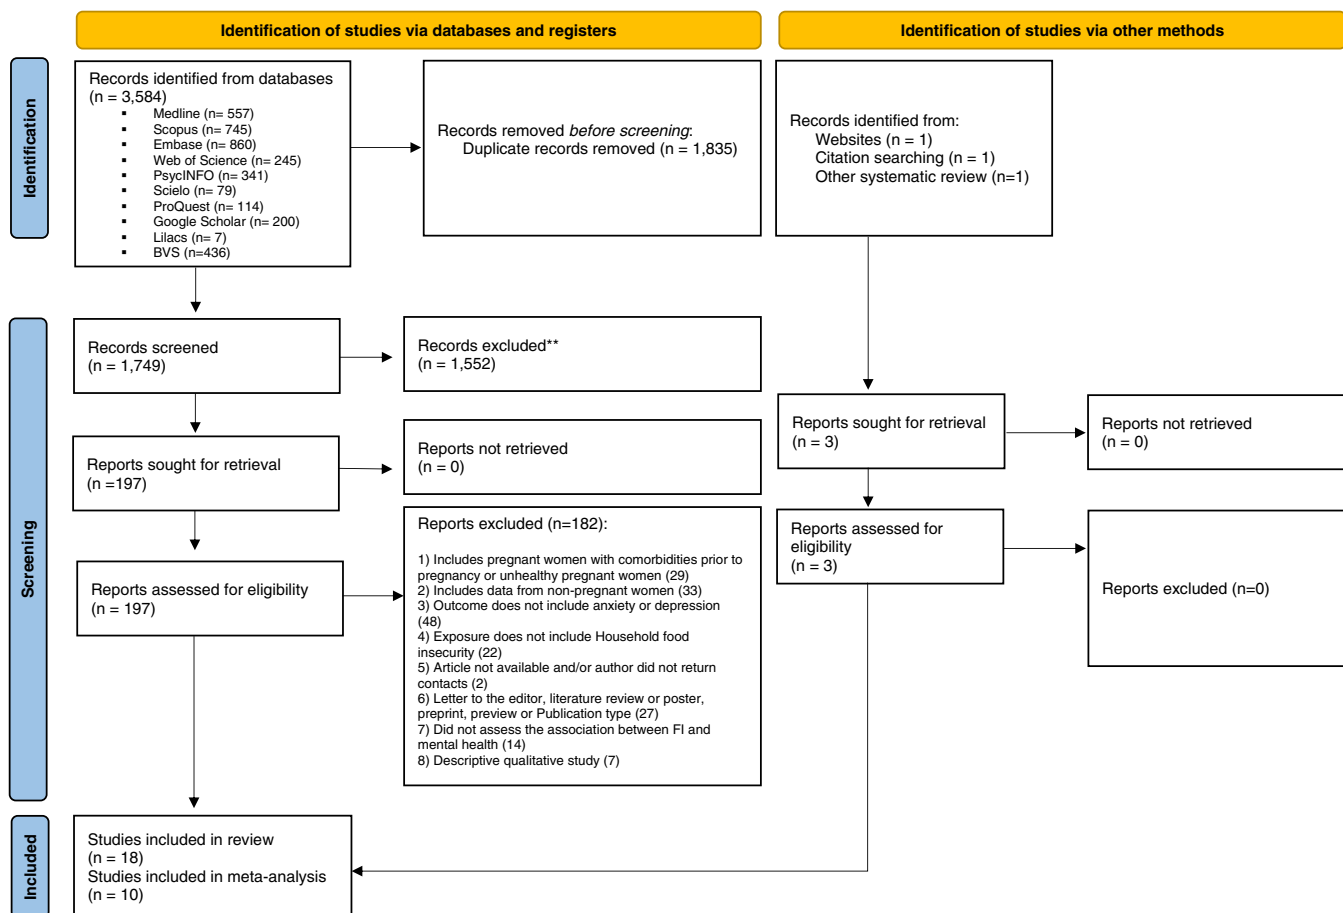 Identification of studies via databases and registers
Identification of studies via other methods
Identification
Records identified from databases
(n = 3,584)
▪ Medline (n= 557)
▪ Scopus (n= 745)
▪ Embase (n= 860)
▪ Web of Science (n= 245)
▪ PsycINFO (n= 341)
▪ Scielo (n= 79)
▪ ProQuest (n= 114)
▪ Google Scholar (n= 200)
▪ Lilacs (n= 7)
▪ BVS (n=436)
Records removed before screening:
Duplicate records removed (n = 1,835)
Records identified from:
Websites (n = 1)
Citation searching (n = 1)
Other systematic review (n=1)
Screening
Records screened
(n = 1,749)
Records excluded**
(n = 1,552)
Reports sought for retrieval
(n =197)
Reports not retrieved
(n = 0)
Reports sought for retrieval
(n = 3)
Reports not retrieved
(n = 0)
Reports assessed for eligibility
(n = 197)
Reports excluded (n=182):
1) Includes pregnant women with comorbidities prior to
pregnancy or unhealthy pregnant women (29)
2) Includes data from non-pregnant women (33)
3) Outcome does not include anxiety or depression
(48)
4) Exposure does not include Household food
insecurity (22)
5) Article not available and/or author did not return
contacts (2)
6) Letter to the editor, literature review or poster,
preprint, preview or Publication type (27)
7) Did not assess the association between FI and
mental health (14)
8) Descriptive qualitative study (7)
Reports assessed for
eligibility
(n = 3)
Reports excluded (n=0)
Included
Studies included in review
(n = 18)
Studies included in meta-analysis
(n = 10)